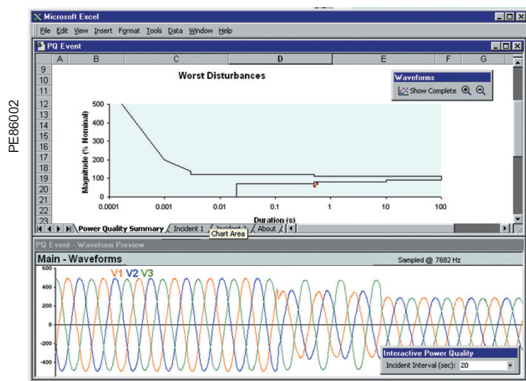 PE86002
Microsoft Excel
File Edit View Insert Format Tools Data Window Help
PQ Event
A B C D E F G
9
10
11
12
13
14
15
16
17
18
19
20
21
22
23
Worst Disturbances
Waveforms
Show Complete
Magnitude (% Nominal)
500
400
300
200
100
0
0.0001 0.001 0.01 0.1 1 10 100
Duration (s)
Power Quality Summary Incident 1 Incident 2 About
Chart Area
PQ Event - Waveform Preview
Main - Waveforms
Sampled @ 7682 Hz
V1 V2 V3
600
400
200
0
-200
-400
Interactive Power Quality
Incident Interval (sec): 20